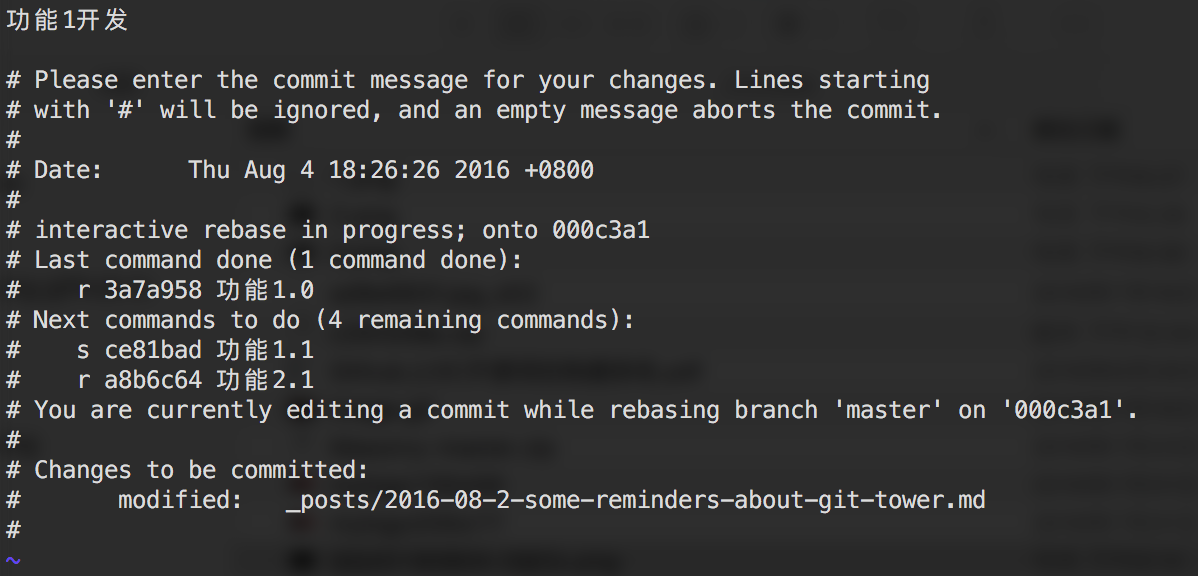 功能1开发
# Please enter the commit message for your changes. Lines starting
# with '#' will be ignored, and an empty message aborts the commit.
#
# Date:      Thu Aug 4 18:26:26 2016 +0800
#
# interactive rebase in progress; onto 000c3a1
# Last command done (1 command done):
#    r 3a7a958 功能1.0
# Next commands to do (4 remaining commands):
#    s ce81bad 功能1.1
#    r a8b6c64 功能2.1
# You are currently editing a commit while rebasing branch 'master' on '000c3a1'.
#
# Changes to be committed:
#       modified:   _posts/2016-08-2-some-reminders-about-git-tower.md
#
~